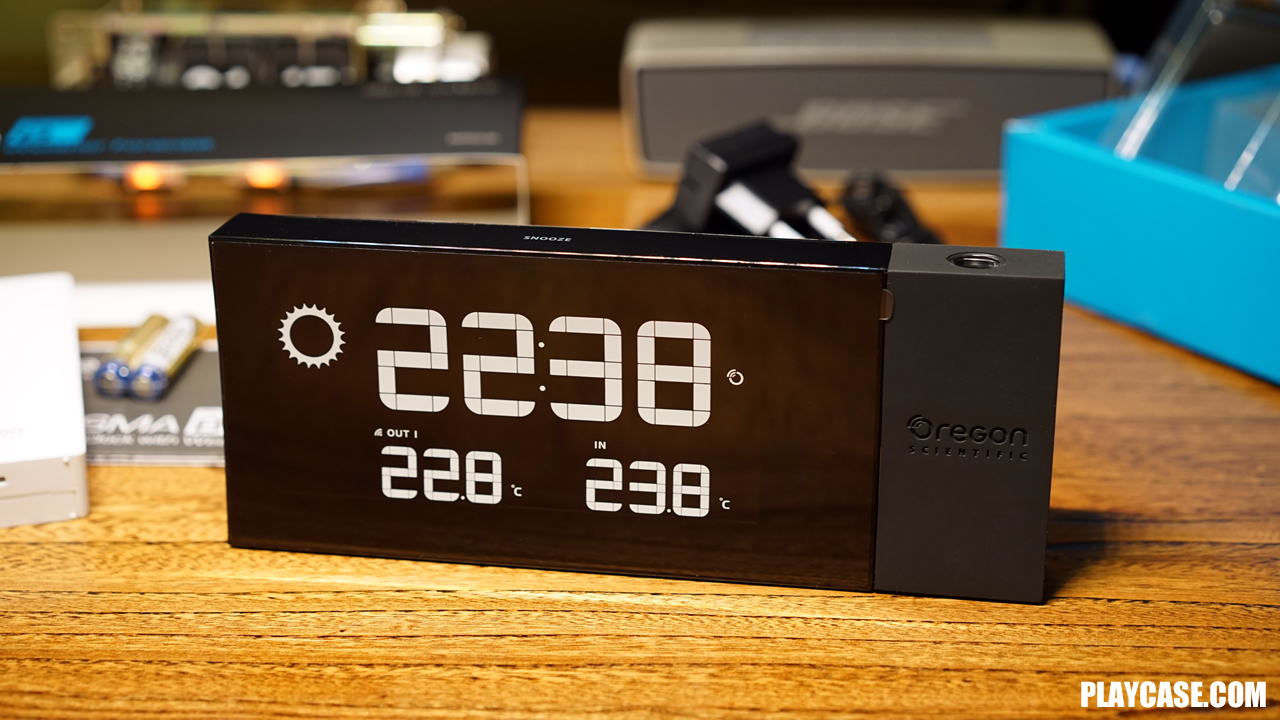 BOSE
SNOOZE
22:38
OUT 1
IN
22.8 °C
23.8 °C
Oregon
SCIENTIFIC
PLAYCASE.COM